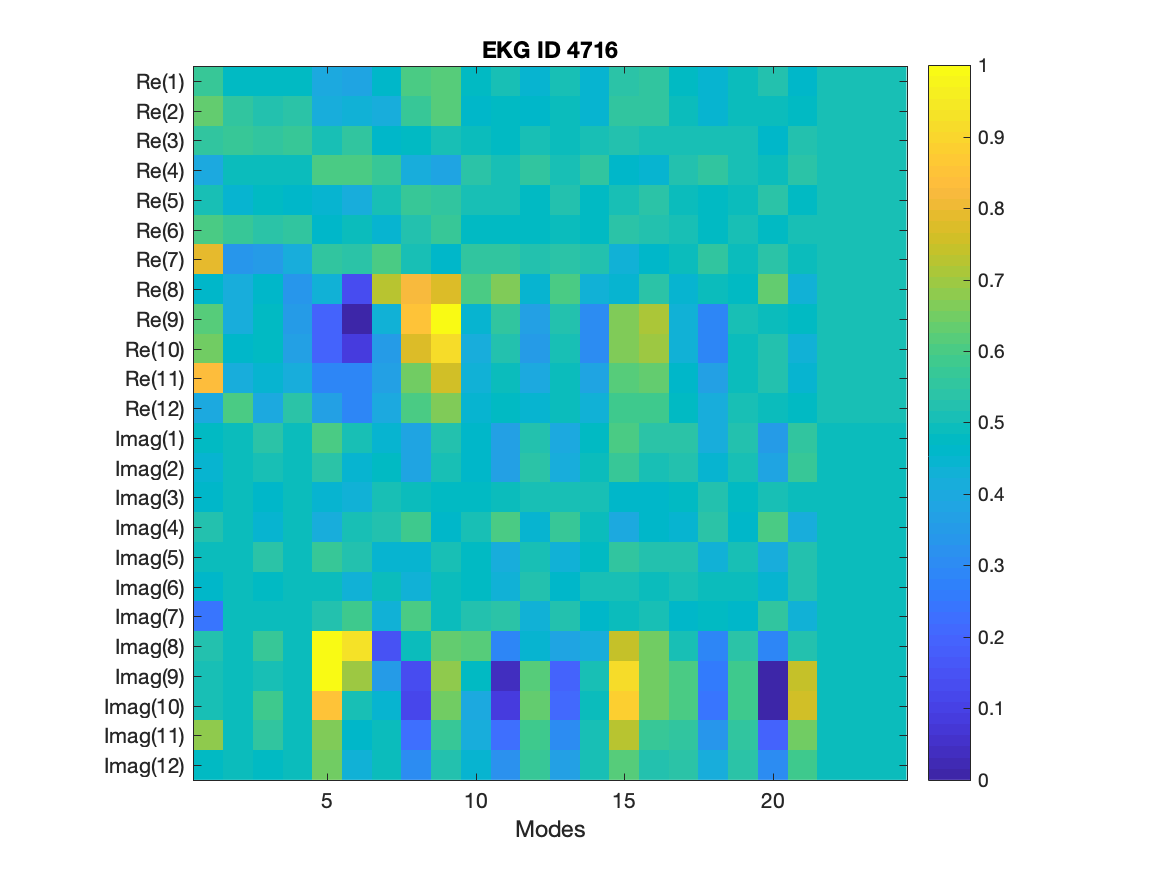 EKG ID 4716
Re(1)
Re(2)
Re(3)
Re(4)
Re(5)
Re(6)
Re(7)
Re(8)
Re(9)
Re(10)
Re(11)
Re(12)
Imag(1)
Imag(2)
Imag(3)
Imag(4)
Imag(5)
Imag(6)
Imag(7)
Imag(8)
Imag(9)
Imag(10)
Imag(11)
Imag(12)
5 10 15 20
Modes
1
0.9
0.8
0.7
0.6
0.5
0.4
0.3
0.2
0.1
0